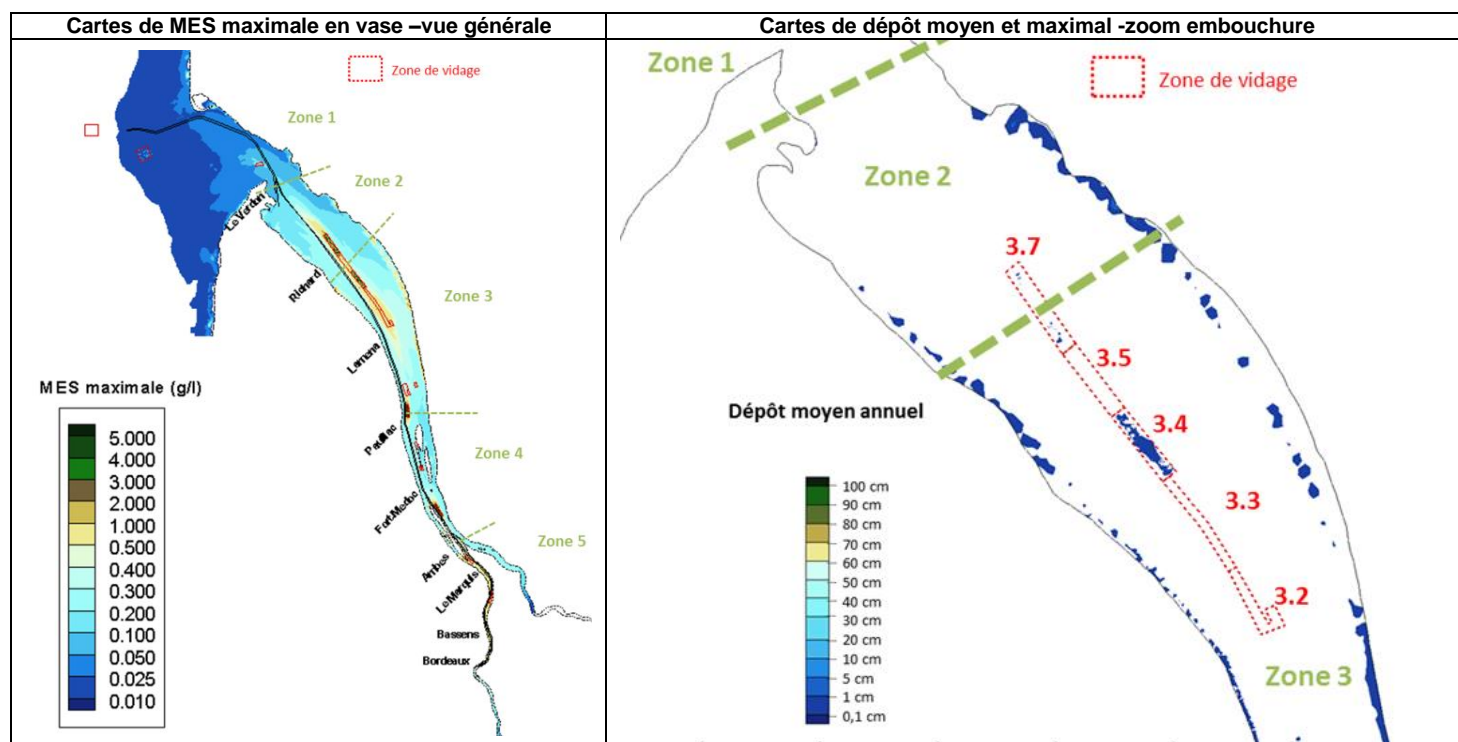 Cartes de MES maximale en vase –vue générale
Zone de vidage
Zone 1
Zone 2
Le Verdon
Richard
Zone 3
Lamena
MES maximale (g/l)
5.000
4.000
3.000
2.000
1.000
0.500
0.400
0.300
0.200
0.100
0.050
0.025
0.010
Pauillac
Zone 4
Fort Medoc
Zone 5
Ambes
Le Marquis
Bassens
Bordeaux
Cartes de dépôt moyen et maximal -zoom embouchure
Zone 1
Zone de vidage
Zone 2
3.7
3.5
3.4
Dépôt moyen annuel
3.3
3.2
Zone 3
100 cm
90 cm
80 cm
70 cm
60 cm
50 cm
40 cm
30 cm
20 cm
10 cm
5 cm
1 cm
0,1 cm